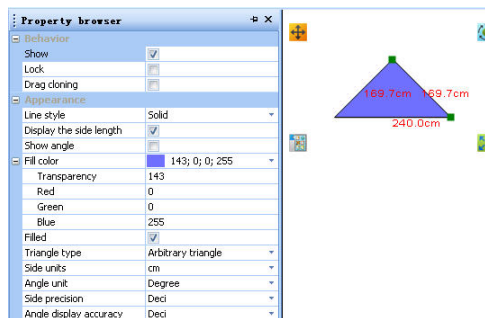 Property browser
Behavior
Show
Lock
Drag cloning
Appearance
Line style Solid
Display the side length
Show angle
Fill color 143; 0; 0; 255
Transparency 143
Red 0
Green 0
Blue 255
Filled
Triangle type Arbitrary triangle
Side units cm
Angle unit Degree
Side precision Deci
Angle display accuracy Deci
169.7cm 169.7cm
240.0cm